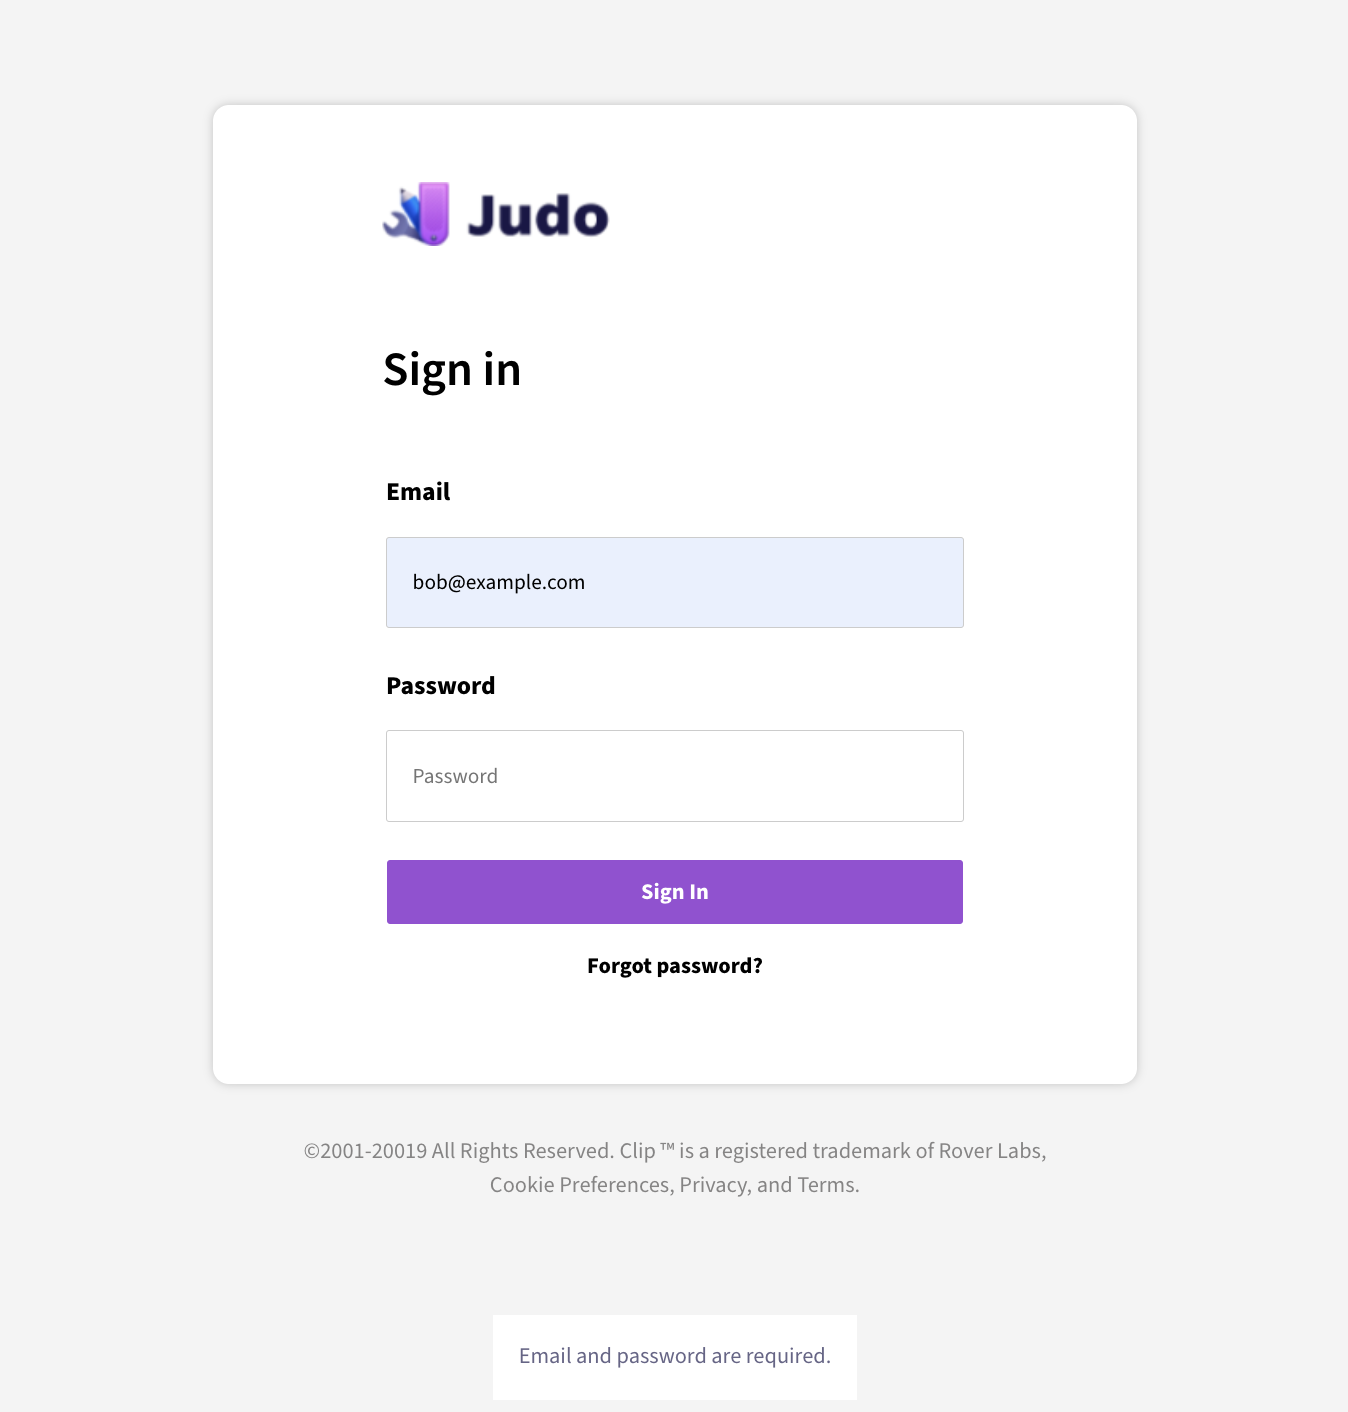 Judo
Sign in
Email
bob@example.com
Password
Password
Sign In
Forgot password?
©2001-20019 All Rights Reserved. Clip ™ is a registered trademark of Rover Labs,
Cookie Preferences, Privacy, and Terms.
Email and password are required.